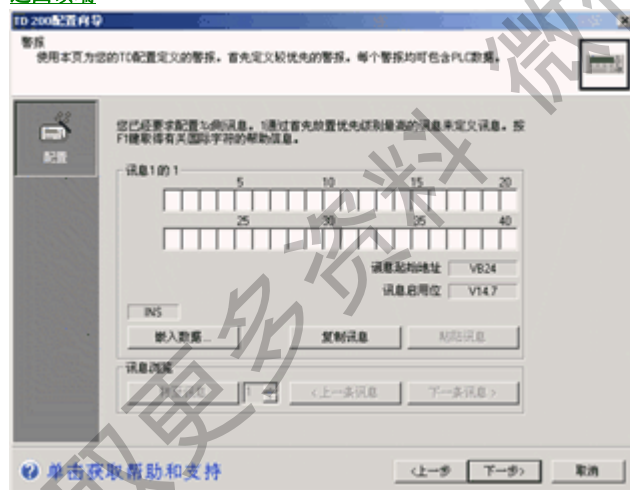 TD 200配置向导
警报
使用本页为您的TD配置定义的警报。首先定义较优先的警报。每个警报均可包含PLC数据。
配置
您已经要求配置%d则讯息。1通过首先放置优先级别最高的讯息来定义讯息。按
F1键取得有关国际字符的帮助信息。
讯息1的1
5 10 15 20
25 30 35 40
讯息起始地址 VB24
讯息启用位 V14.7
INS
嵌入数据... 复制讯息 粘贴讯息
讯息浏览
1 <上一条讯息 下一条讯息>
单击获取帮助和支持
<上一步 下一步> 取消